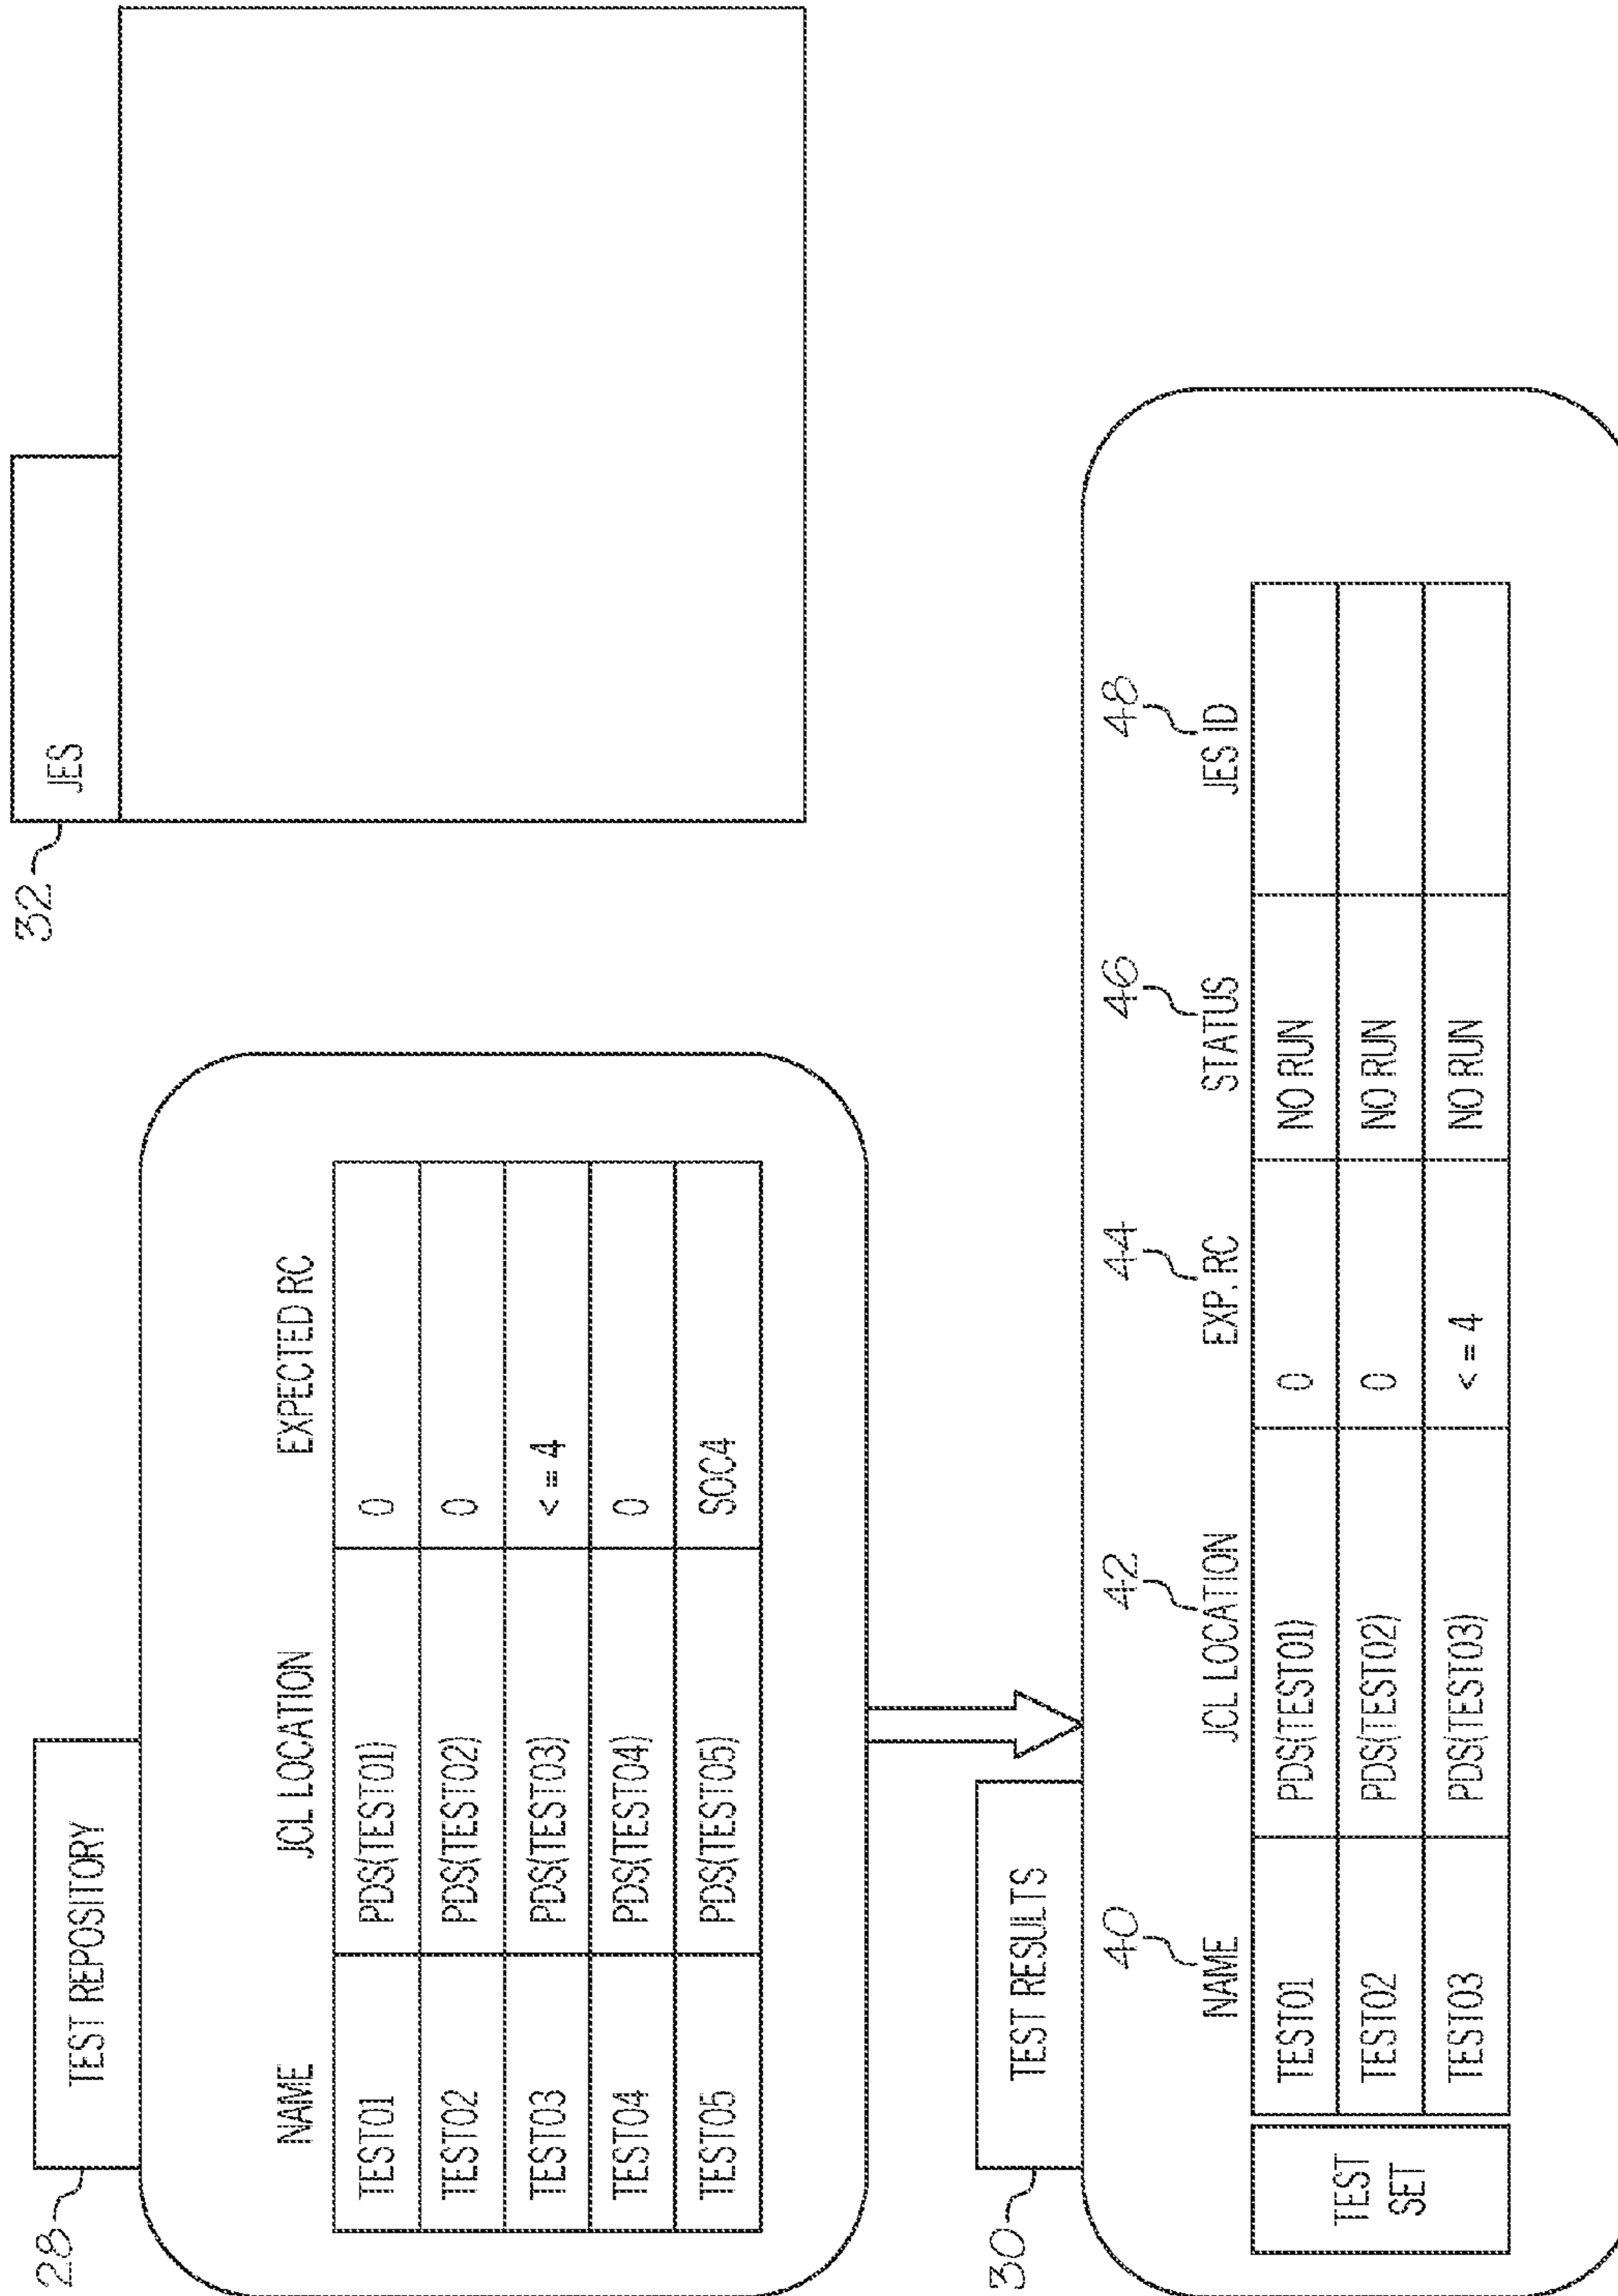 28
TEST REPOSITORY
NAME JCL LOCATION EXPECTED RC
TEST01 PDS(TEST01) 0
TEST02 PDS(TEST02) 0
TEST03 PDS(TEST03) < = 4
TEST04 PDS(TEST04) 0
TEST05 PDS(TEST05) SOC4
32
JES
30
TEST RESULTS
40 42 44 46 48
NAME JCL LOCATION EXP. RC STATUS JES ID
TEST
SET
TEST01 PDS(TEST01) 0 NO RUN
TEST02 PDS(TEST02) 0 NO RUN
TEST03 PDS(TEST03) < = 4 NO RUN